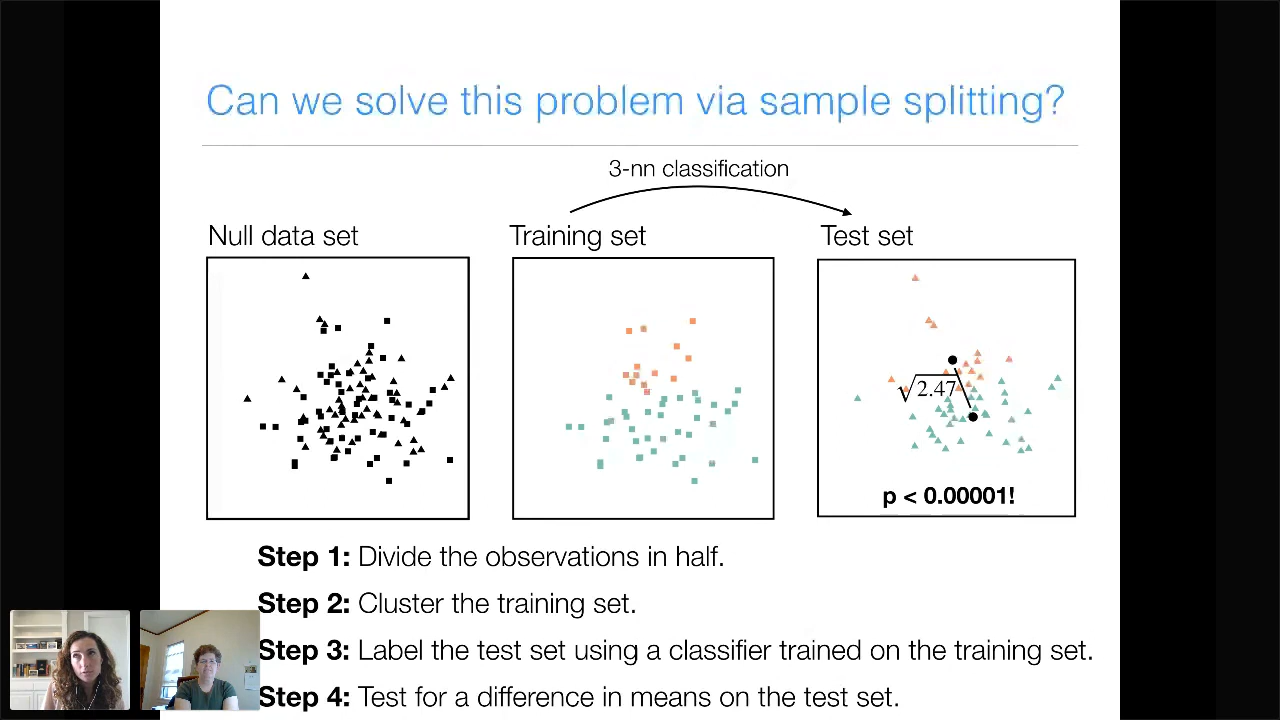 Can we solve this problem via sample splitting?
3-nn classification
Null data set
Training set
Test set
√2.47
p < 0.00001!
Step 1: Divide the observations in half.
Step 2: Cluster the training set.
Step 3: Label the test set using a classifier trained on the training set.
Step 4: Test for a difference in means on the test set.